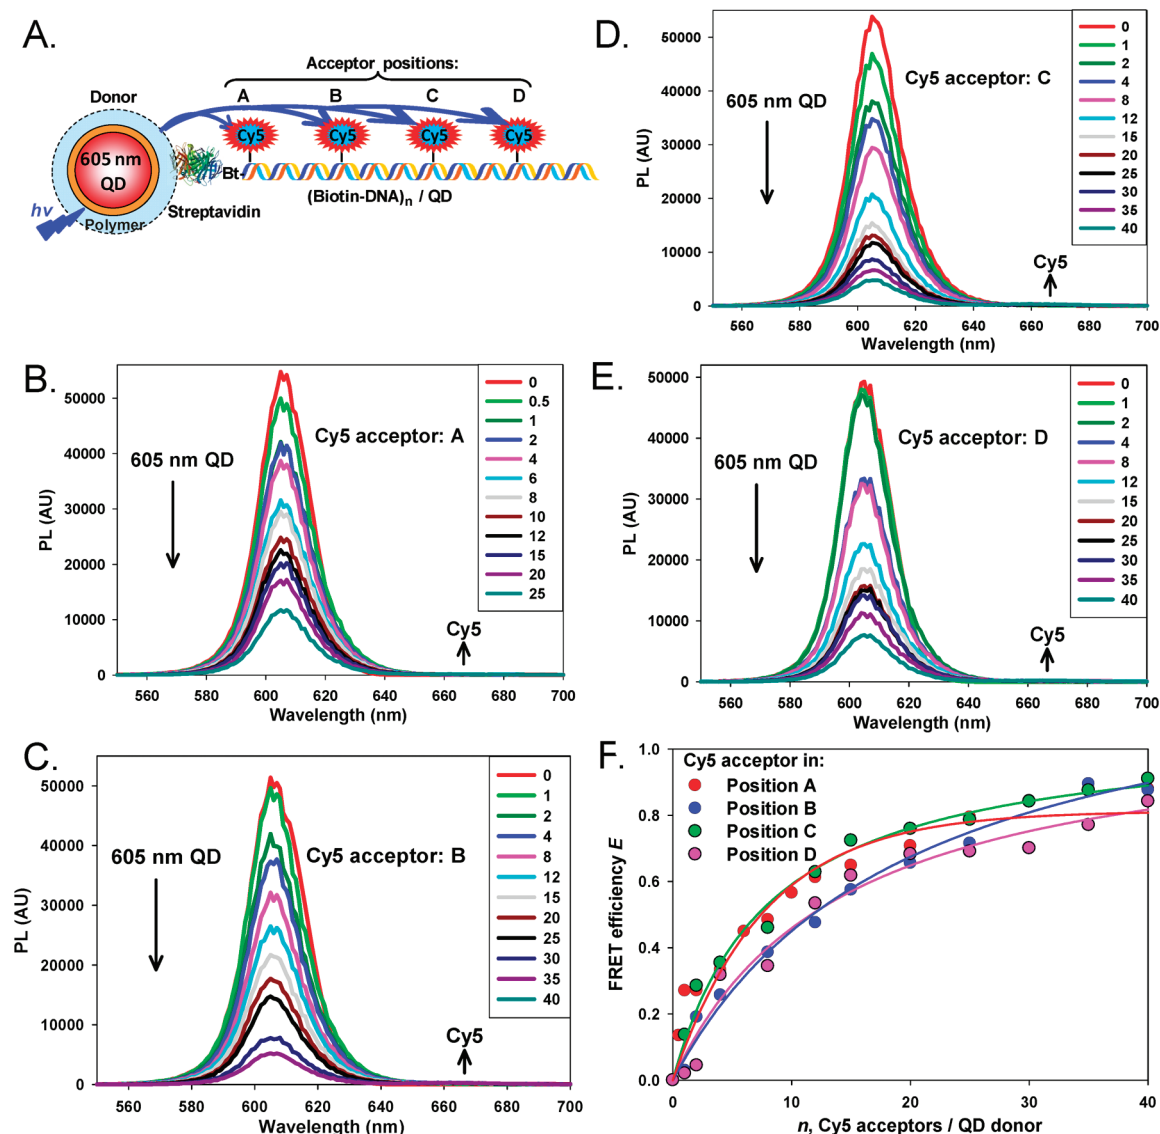 A.
Acceptor positions:
Donor
A B C D
Cy5 Cy5 Cy5 Cy5
605 nm
QD
Bt-
(Biotin-DNA)n / QD
Streptavidin
hv
Polymer
B.
PL (AU)
50000
40000
30000
20000
10000
0
605 nm QD
Cy5 acceptor: A
Cy5
0
0.5
1
2
4
6
8
10
12
15
20
25
560 580 600 620 640 660 680 700
Wavelength (nm)
C.
PL (AU)
50000
40000
30000
20000
10000
0
605 nm QD
Cy5 acceptor: B
Cy5
0
1
2
4
8
12
15
20
25
30
35
40
560 580 600 620 640 660 680 700
Wavelength (nm)
D.
PL (AU)
50000
40000
30000
20000
10000
0
605 nm QD
Cy5 acceptor: C
Cy5
0
1
2
4
8
12
15
20
25
30
35
40
560 580 600 620 640 660 680 700
Wavelength (nm)
E.
PL (AU)
50000
40000
30000
20000
10000
0
605 nm QD
Cy5 acceptor: D
Cy5
0
1
2
4
8
12
15
20
25
30
35
40
560 580 600 620 640 660 680 700
Wavelength (nm)
F.
FRET efficiency E
1.0
0.8
0.6
0.4
0.2
0.0
Cy5 acceptor in:
Position A
Position B
Position C
Position D
0 10 20 30 40
n, Cy5 acceptors / QD donor